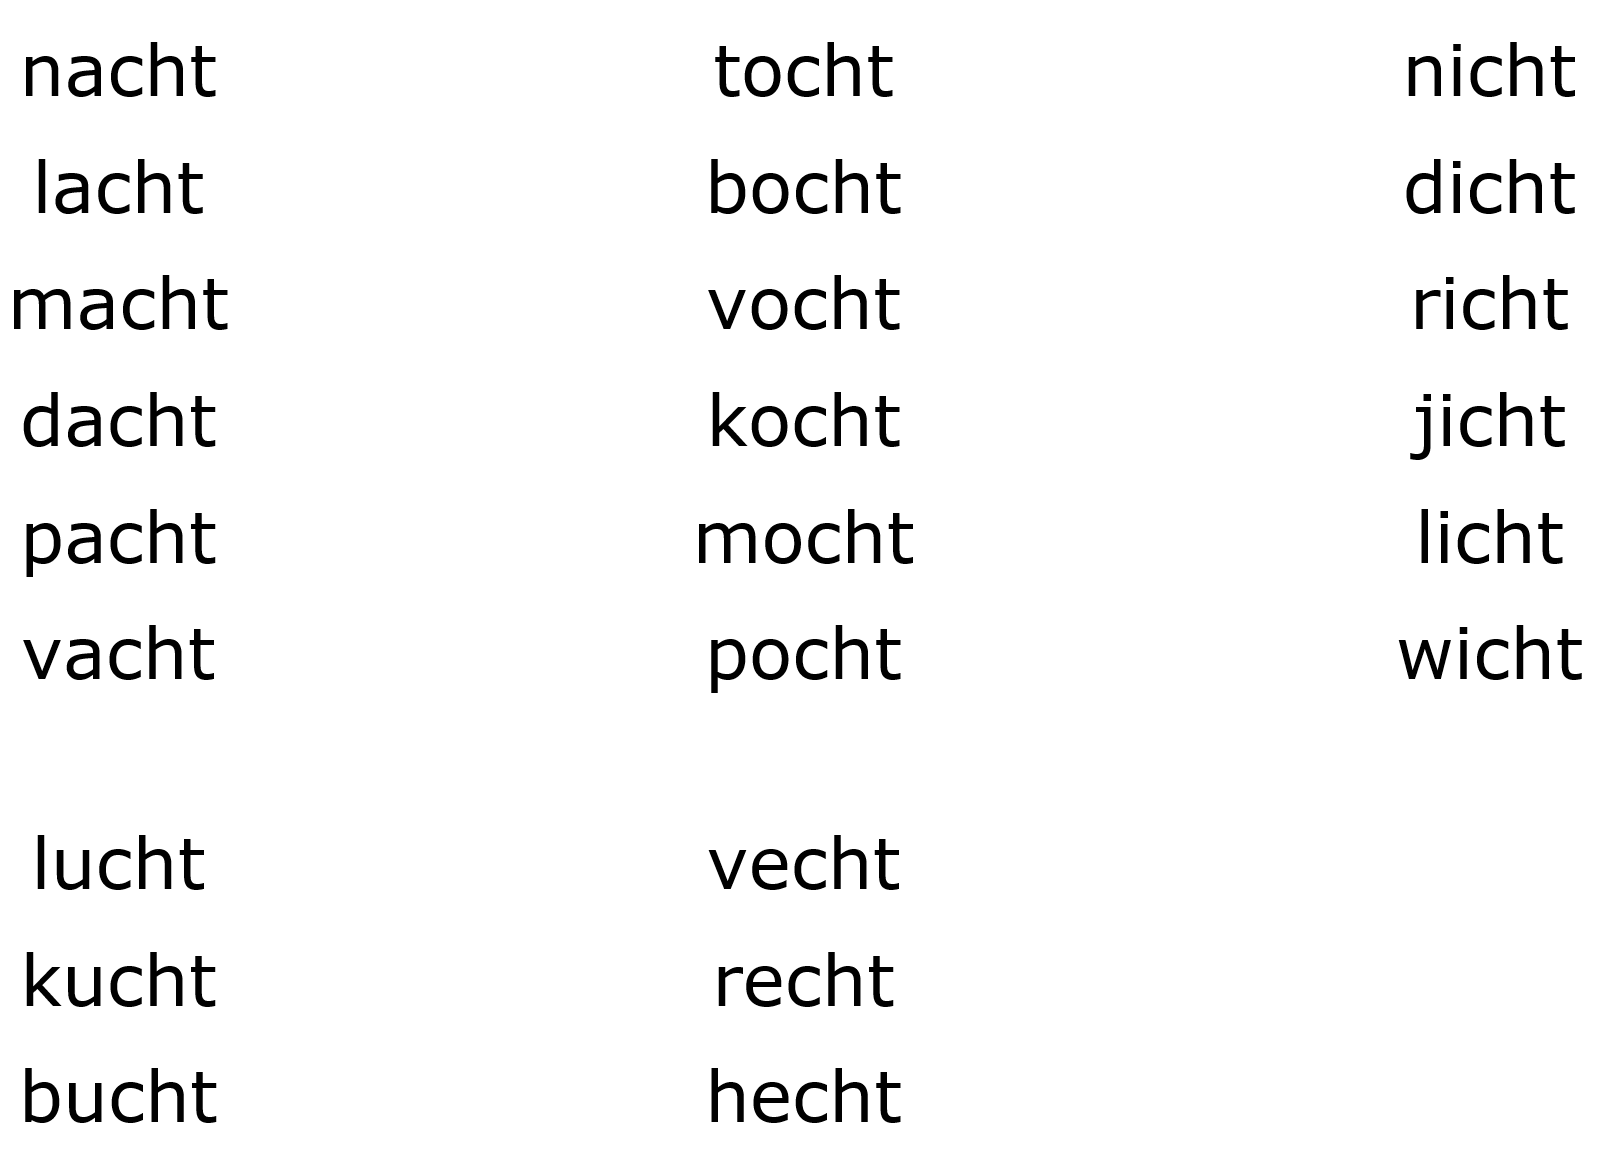 nacht tocht nicht
lacht bocht dicht
macht vocht richt
dacht kocht jicht
pacht mocht licht
vacht pocht wicht
lucht vecht
kucht recht
bucht hecht